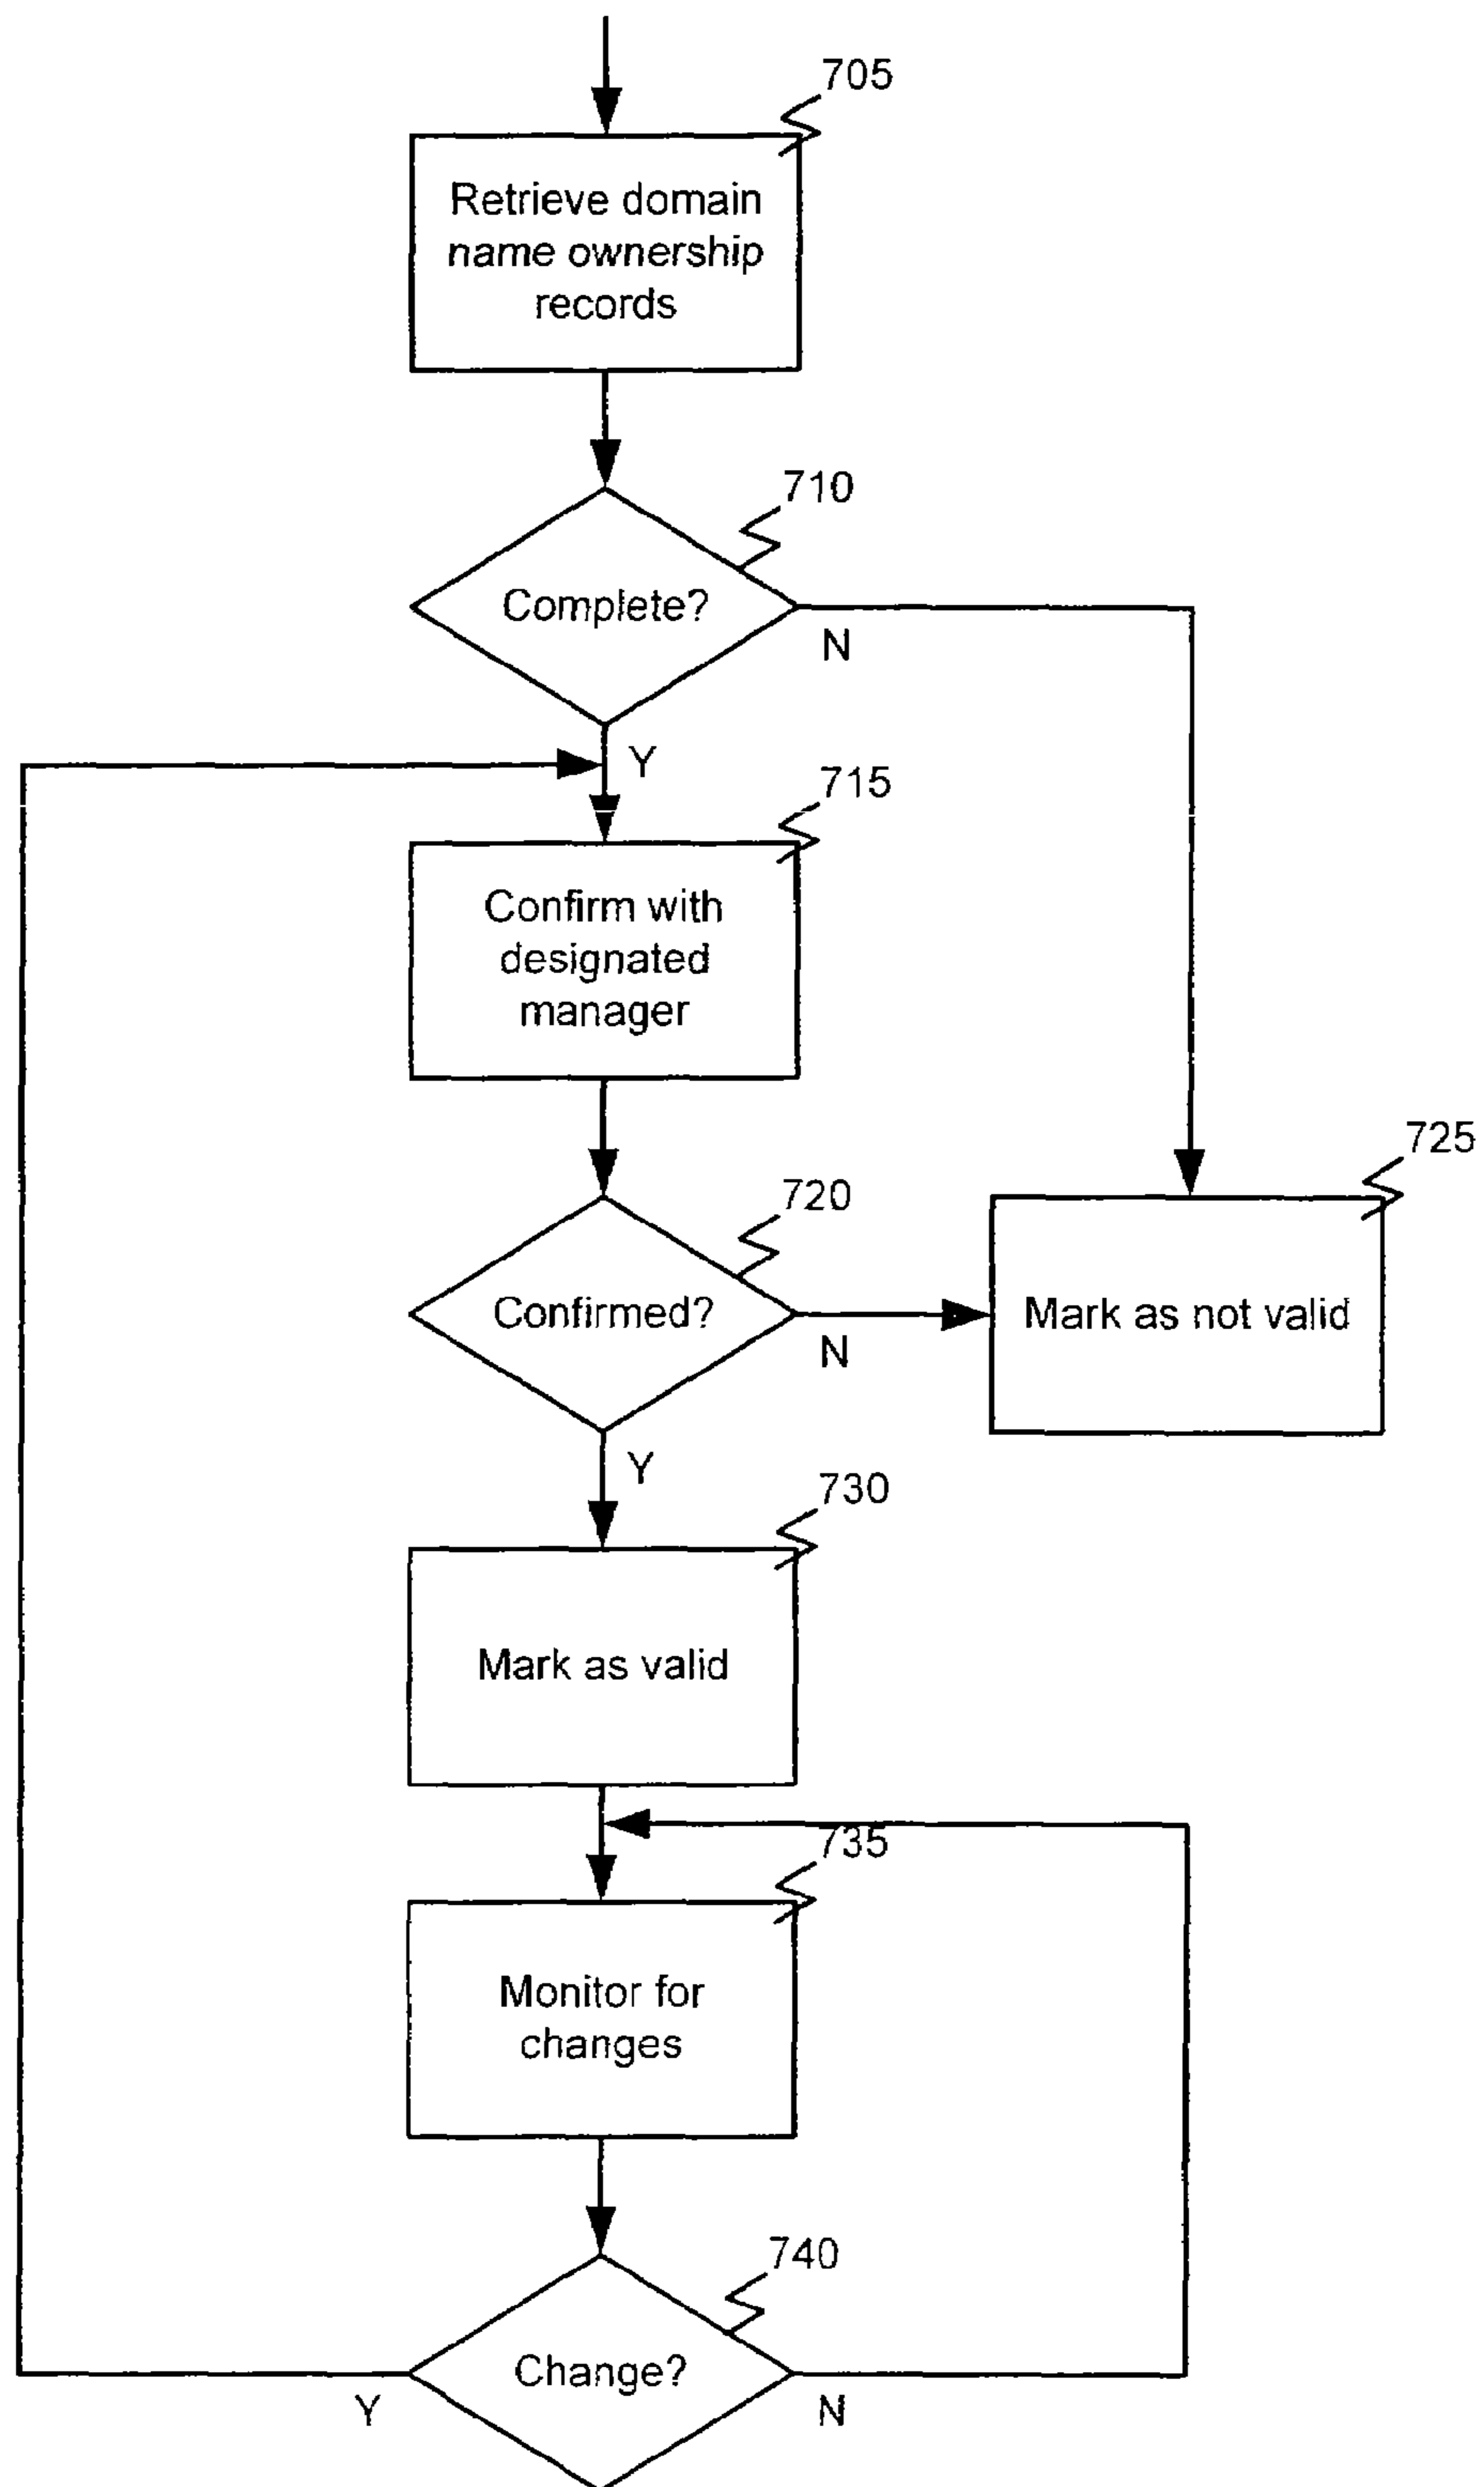 705
Retrieve domain
name ownership
records
710
Complete?
N
Y
715
Confirm with
designated
manager
725
720
Confirmed?
Mark as not valid
N
Y
730
Mark as valid
735
Monitor for
changes
740
Change?
Y
N